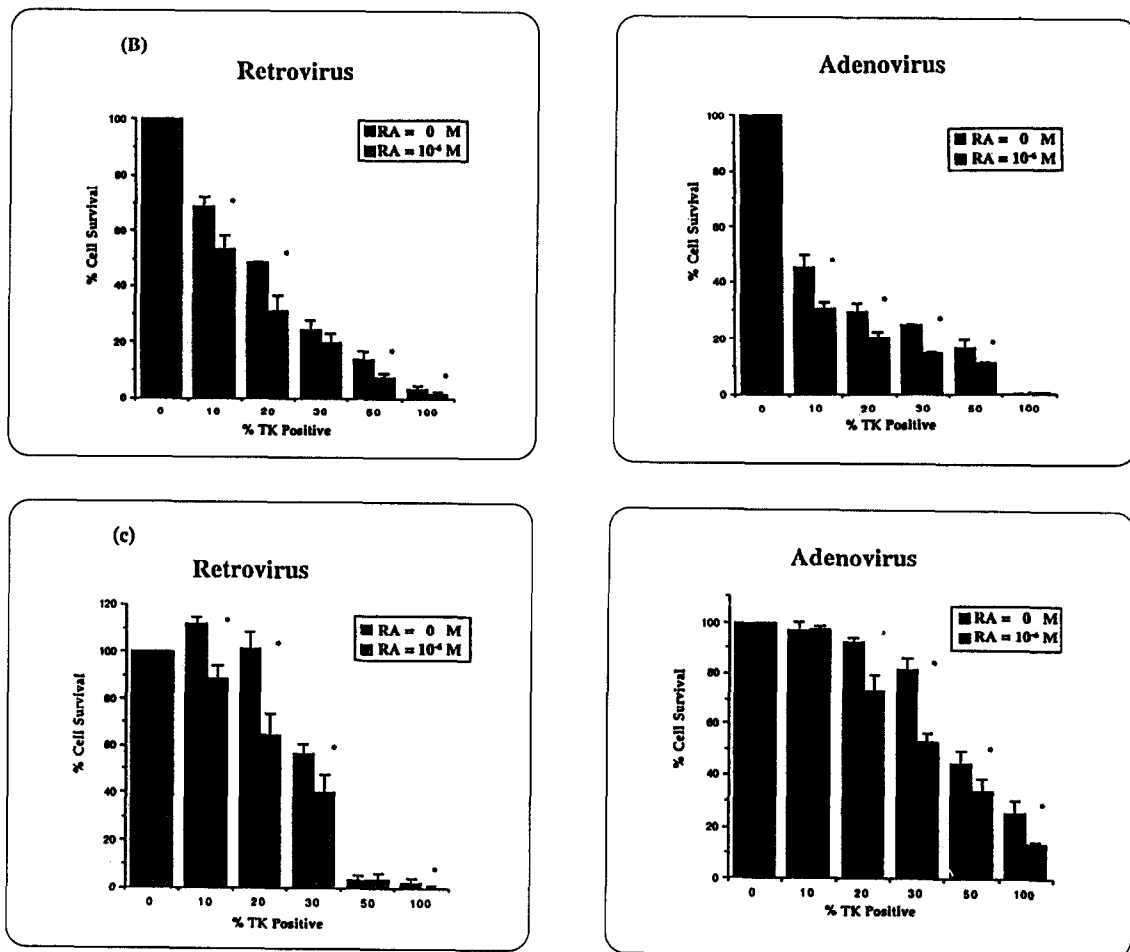 (B)
Retrovirus
RA = 0 M
RA = 10⁻⁶ M
% Cell Survival
100
80
60
40
20
0
0 10 20 30 50 100
% TK Positive
Adenovirus
RA = 0 M
RA = 10⁻⁶ M
% Cell Survival
100
80
60
40
20
0
0 10 20 30 50 100
% TK Positive
(c)
Retrovirus
RA = 0 M
RA = 10⁻⁶ M
% Cell Survival
120
100
80
60
40
20
0
0 10 20 30 50 100
% TK Positive
Adenovirus
RA = 0 M
RA = 10⁻⁶ M
% Cell Survival
100
80
60
40
20
0
0 10 20 30 50 100
% TK Positive